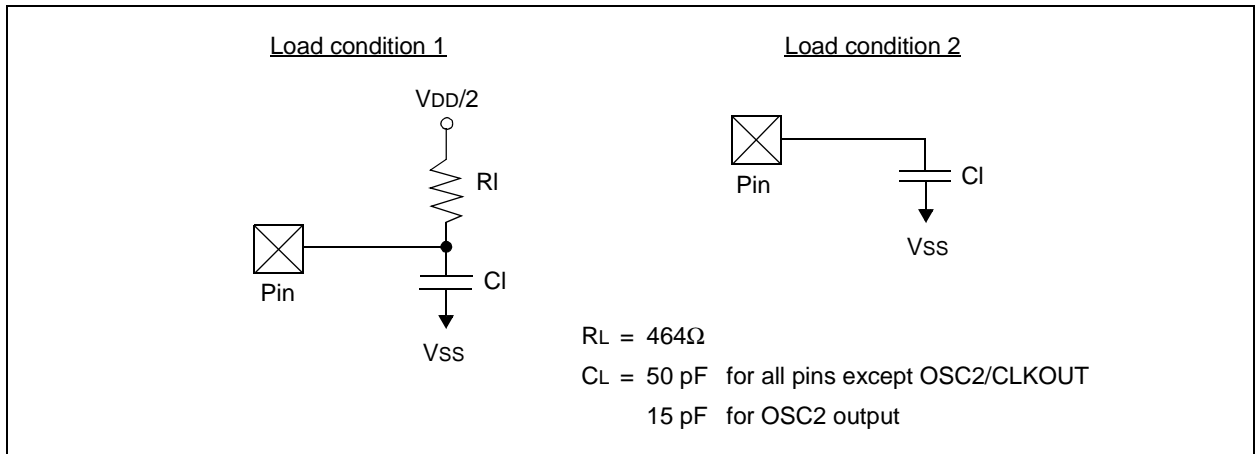 Load condition 1
VDD/2
Rl
Pin
Cl
VSS
Load condition 2
Pin
Cl
VSS
RL = 464Ω
CL = 50 pF for all pins except OSC2/CLKOUT
15 pF for OSC2 output